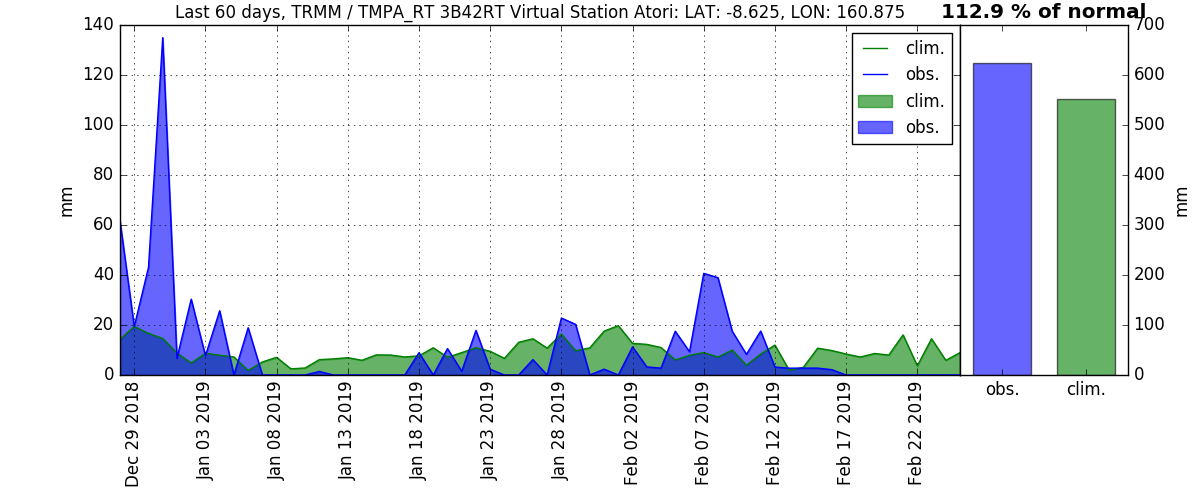 Last 60 days, TRMM / TMPA_RT 3B42RT Virtual Station Atori: LAT: -8.625, LON: 160.875
112.9 % of normal
mm
140
120
100
80
60
40
20
0
clim.
obs.
clim.
obs.
700
600
500
400
300
200
100
0
mm
Dec 29 2018
Jan 03 2019
Jan 08 2019
Jan 13 2019
Jan 18 2019
Jan 23 2019
Jan 28 2019
Feb 02 2019
Feb 07 2019
Feb 12 2019
Feb 17 2019
Feb 22 2019
obs.
clim.